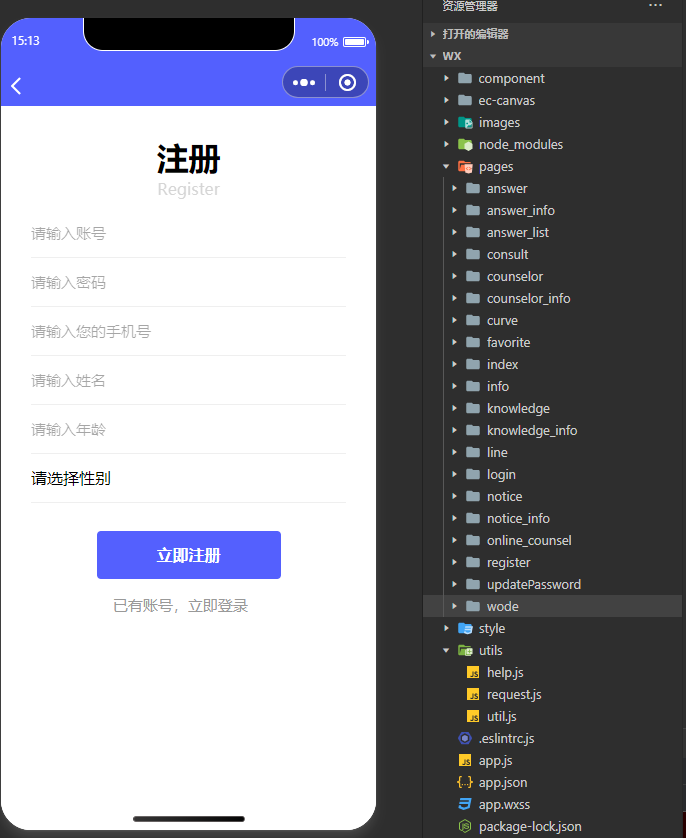 15:13
100%
注册
Register
请输入账号
请输入密码
请输入您的手机号
请输入姓名
请输入年龄
请选择性别
立即注册
已有账号，立即登录
资源管理器
打开的编辑器
WX
component
ec-canvas
images
node_modules
pages
answer
answer_info
answer_list
consult
counselor
counselor_info
curve
favorite
index
info
knowledge
knowledge_info
line
login
notice
notice_info
online_counsel
register
updatePassword
wode
style
utils
JS help.js
JS request.js
JS util.js
.eslintrc.js
JS app.js
{..} app.json
app.wxss
package-lock.json